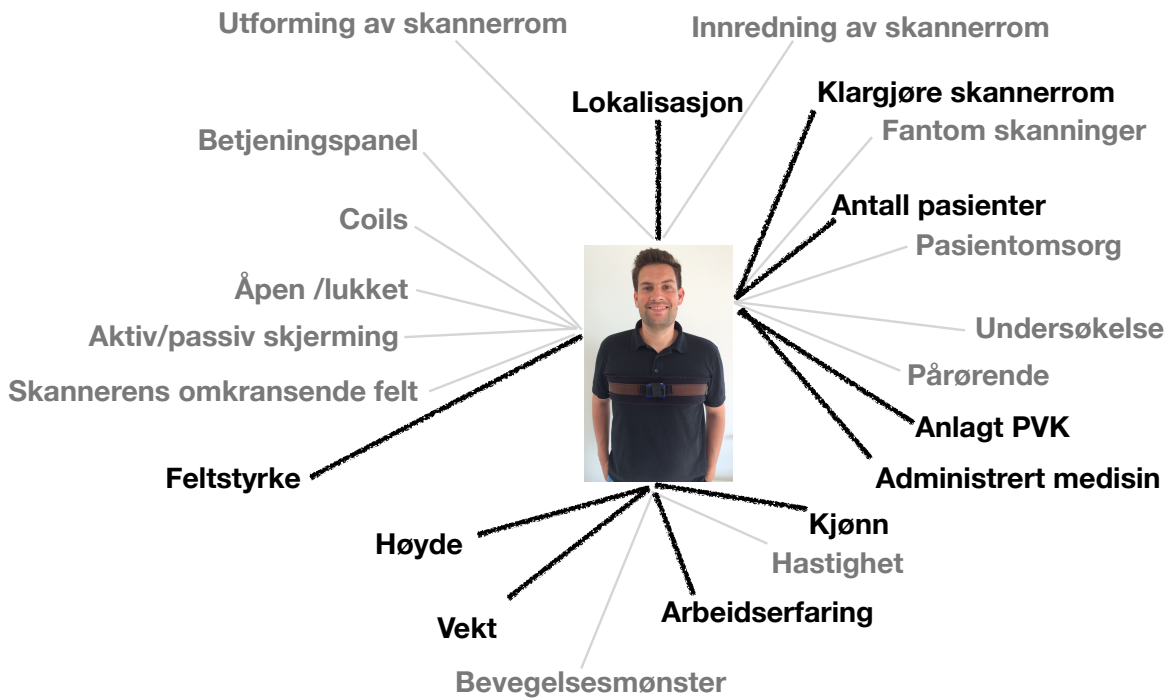 Utforming av skannerrom
Innredning av skannerrom
Lokalisasjon
Klargjøre skannerrom
Fantom skanninger
Betjeningspanel
Antall pasienter
Coils
Pasientomsorg
Åpen /lukket
Aktiv/passiv skjerming
Undersøkelse
Skannerens omkransende felt
Pårørende
Anlagt PVK
Feltstyrke
Administrert medisin
Kjønn
Høyde
Hastighet
Arbeidserfaring
Vekt
Bevegelsesmønster